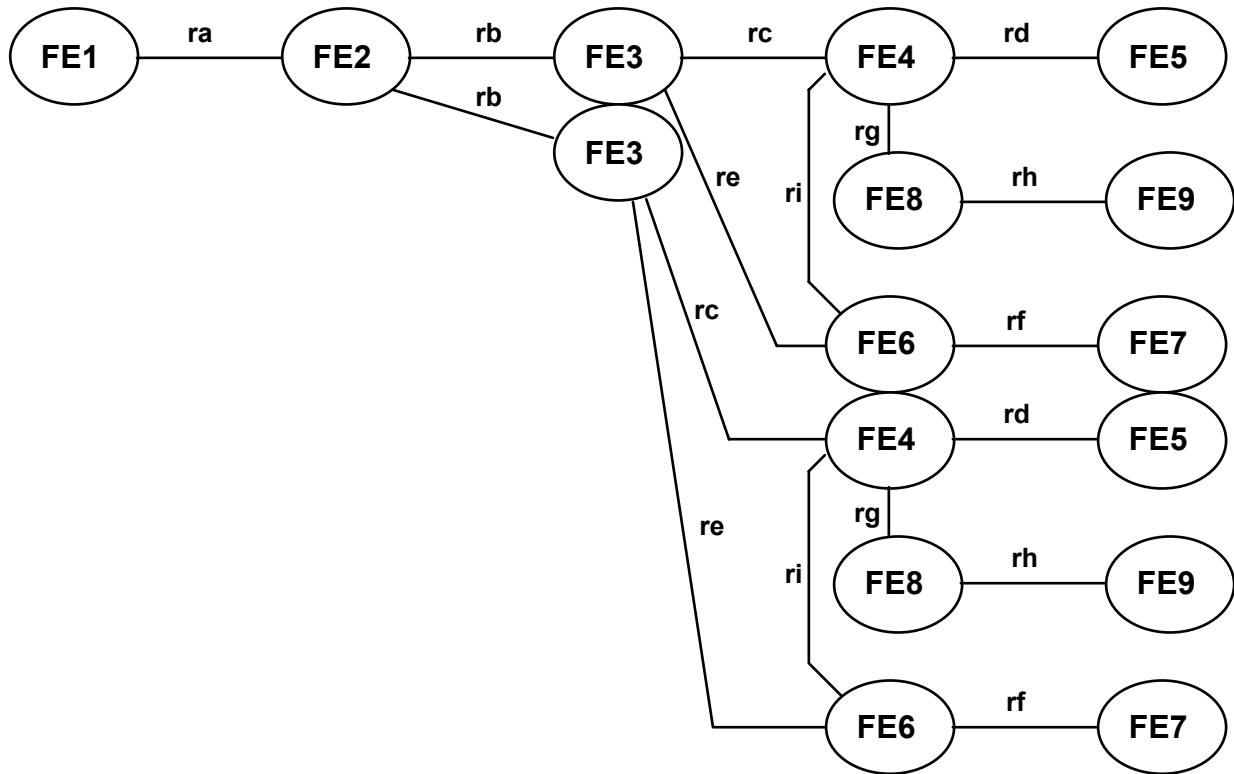 ra rb rc rd
FE1 FE2 FE3 FE4 FE5
rb
FE3 rg
re ri FE8 rh FE9
rc rf
FE6 FE7
rd
FE4 FE5
rg
re ri FE8 rh FE9
rf
FE6 FE7